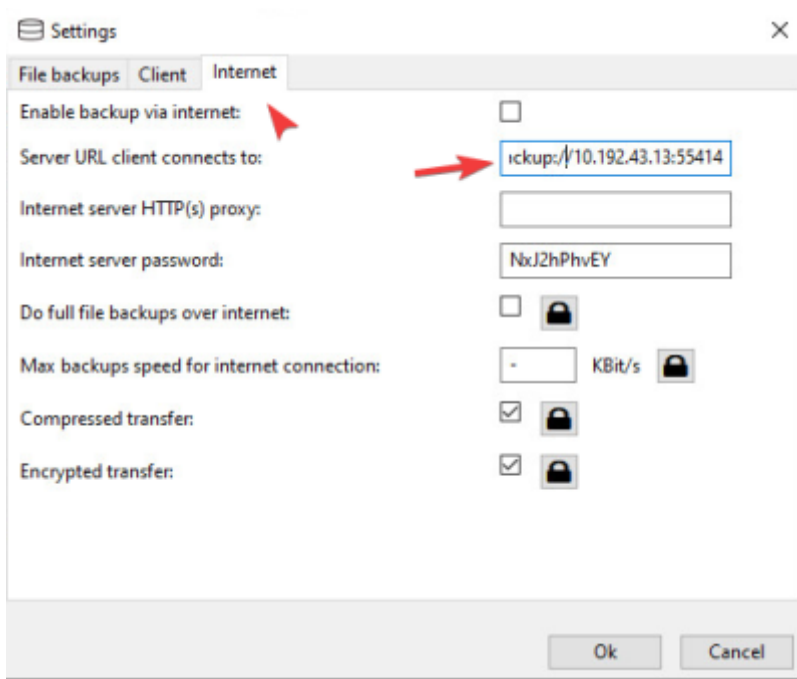 Settings
File backups Client Internet
Enable backup via internet:
Server URL client connects to: ıckup://10.192.43.13:55414
Internet server HTTP(s) proxy:
Internet server password: NxJ2hPhvEY
Do full file backups over internet:
Max backups speed for internet connection: - KBit/s
Compressed transfer:
Encrypted transfer:
Ok Cancel